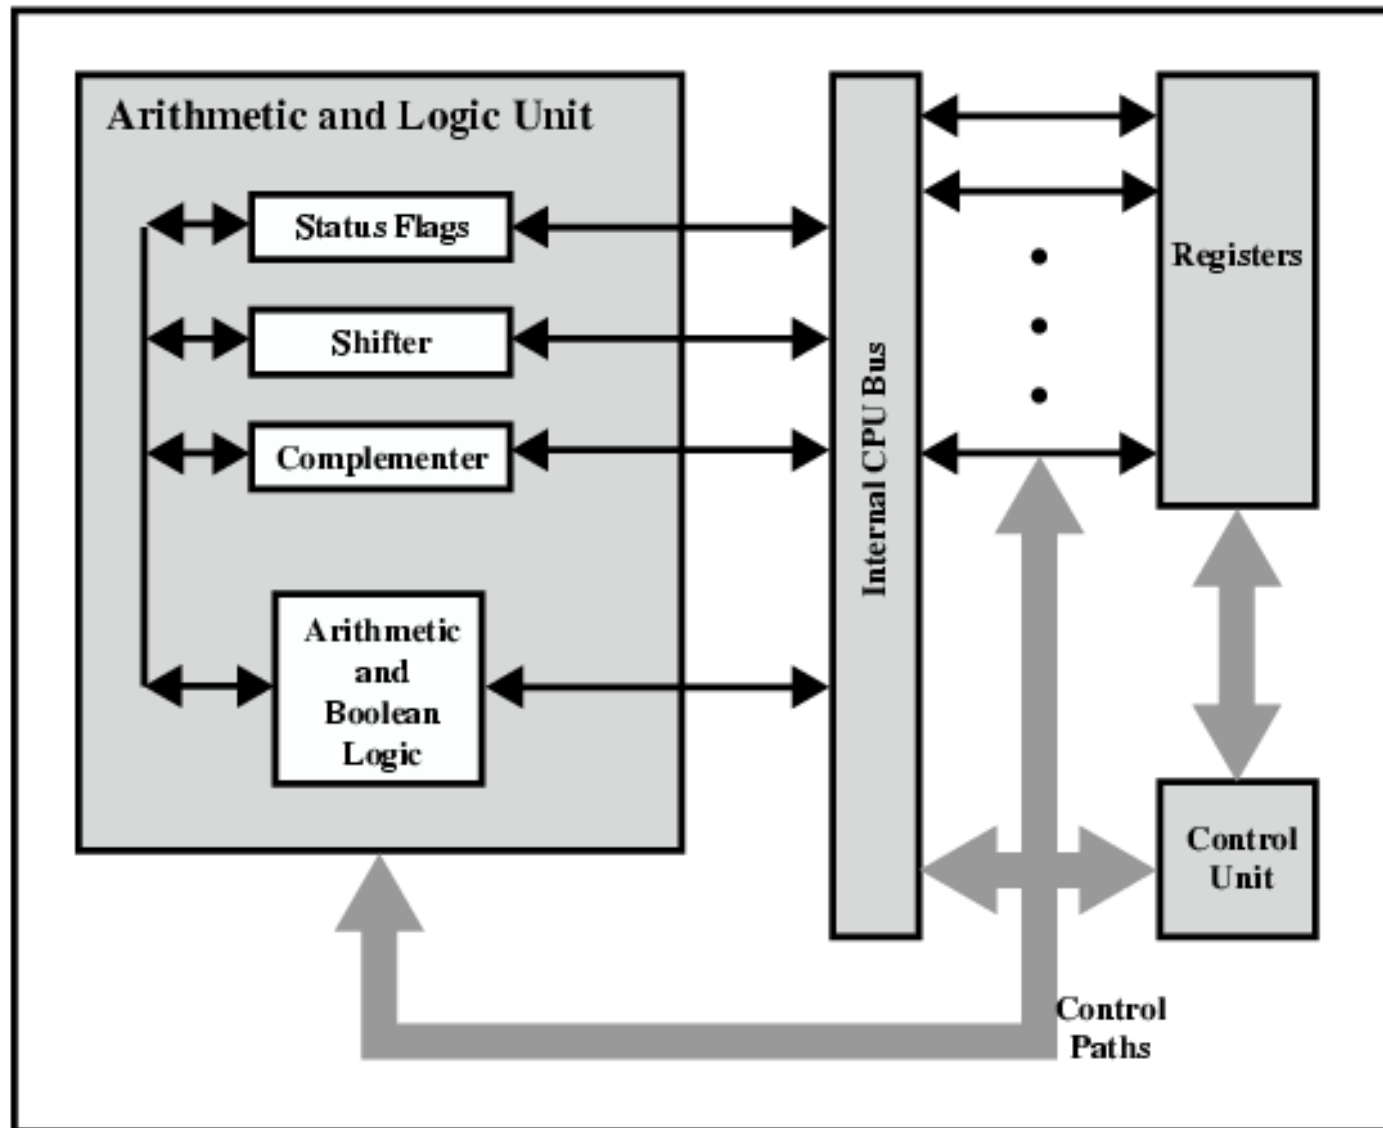 Arithmetic and Logic Unit
Status Flags
Shifter
Complementer
Arithmetic
and
Boolean
Logic
Internal CPU Bus
Registers
Control
Unit
Control
Paths